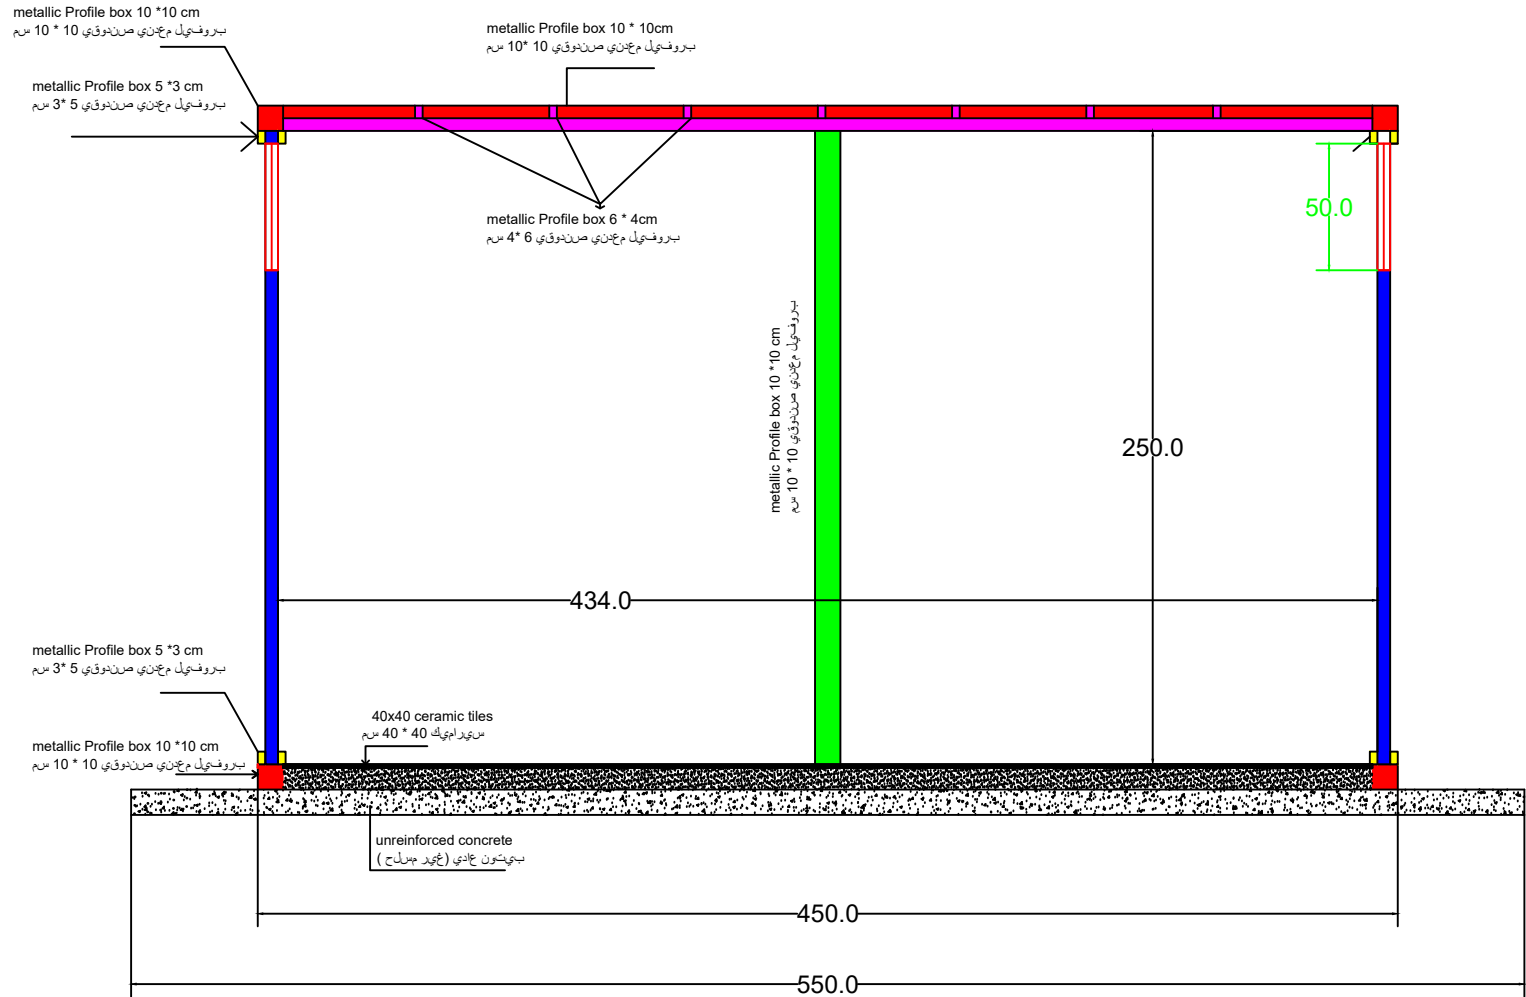 metallic Profile box 10 *10 cm
بروفيل معدني صندوقي 10 * 10 سم
metallic Profile box 10 * 10cm
بروفيل معدني صندوقي 10 *10 سم
metallic Profile box 5 *3 cm
بروفيل معدني صندوقي 5 *3 سم
50.0
metallic Profile box 6 * 4cm
بروفيل معدني صندوقي 6 *4 سم
metallic Profile box 10 *10 cm
بروفيل معدني صندوقي 10 * 10 سم
250.0
434.0
metallic Profile box 5 *3 cm
بروفيل معدني صندوقي 5 *3 سم
40x40 ceramic tiles
سيراميك 40 * 40 سم
metallic Profile box 10 *10 cm
بروفيل معدني صندوقي 10 * 10 سم
unreinforced concrete
بيتون عادي (غير مسلح )
450.0
550.0